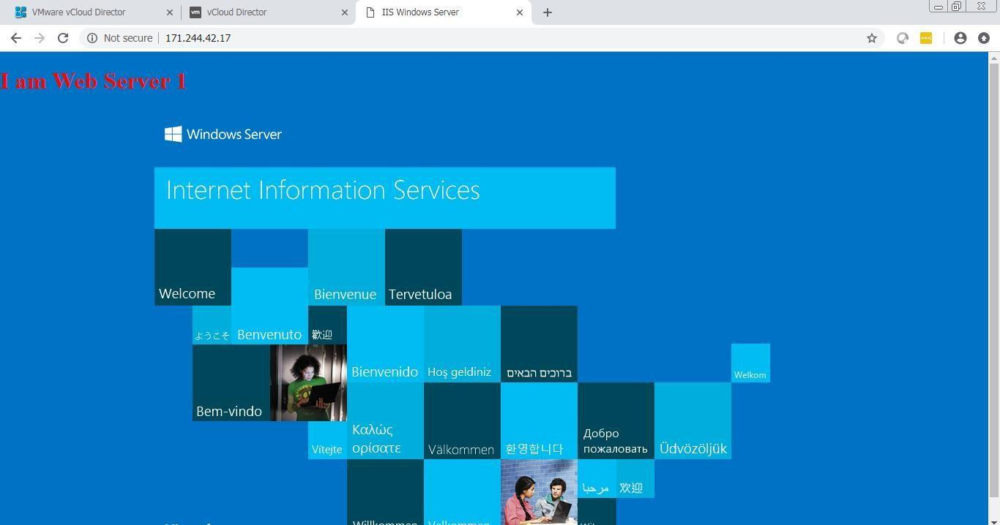 VMware vCloud Director
vm
vCloud Director
IIS Windows Server
Not secure
171.244.42.17
I am Web Server 1
Windows Server
Internet Information Services
Welcome
Bienvenue
Tervetuloa
ようこそ
Benvenuto
歡迎
Bienvenido
Hoş geldiniz
ברוכים הבאים
Welkom
Bem-vindo
Vítejte
Καλώς
ορίσατε
Välkommen
환영합니다
Добро
пожаловать
Üdvözöljük
مرحبا
欢迎
Willkommen
Velkommen